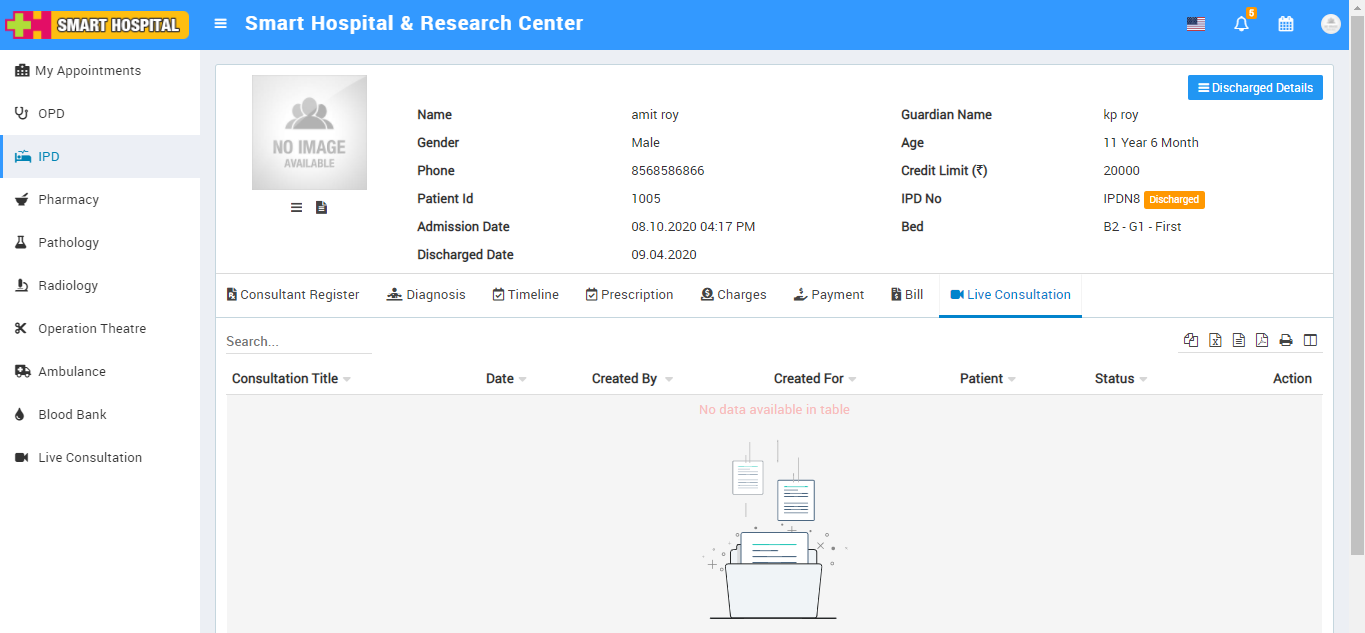 SMART HOSPITAL
Smart Hospital & Research Center
6
My Appointments
OPD
IPD
Pharmacy
Pathology
Radiology
Operation Theatre
Ambulance
Blood Bank
Live Consultation
NO IMAGE
AVAILABLE
Discharged Details
Name amit roy Guardian Name kp roy
Gender Male Age 11 Year 6 Month
Phone 8568586866 Credit Limit (₹) 20000
Patient Id 1005 IPD No IPDN8 Discharged
Admission Date 08.10.2020 04:17 PM Bed B2 - G1 - First
Discharged Date 09.04.2020
Consultant Register Diagnosis Timeline Prescription Charges Payment Bill Live Consultation
Search...
Consultation Title Date Created By Created For Patient Status Action
No data available in table